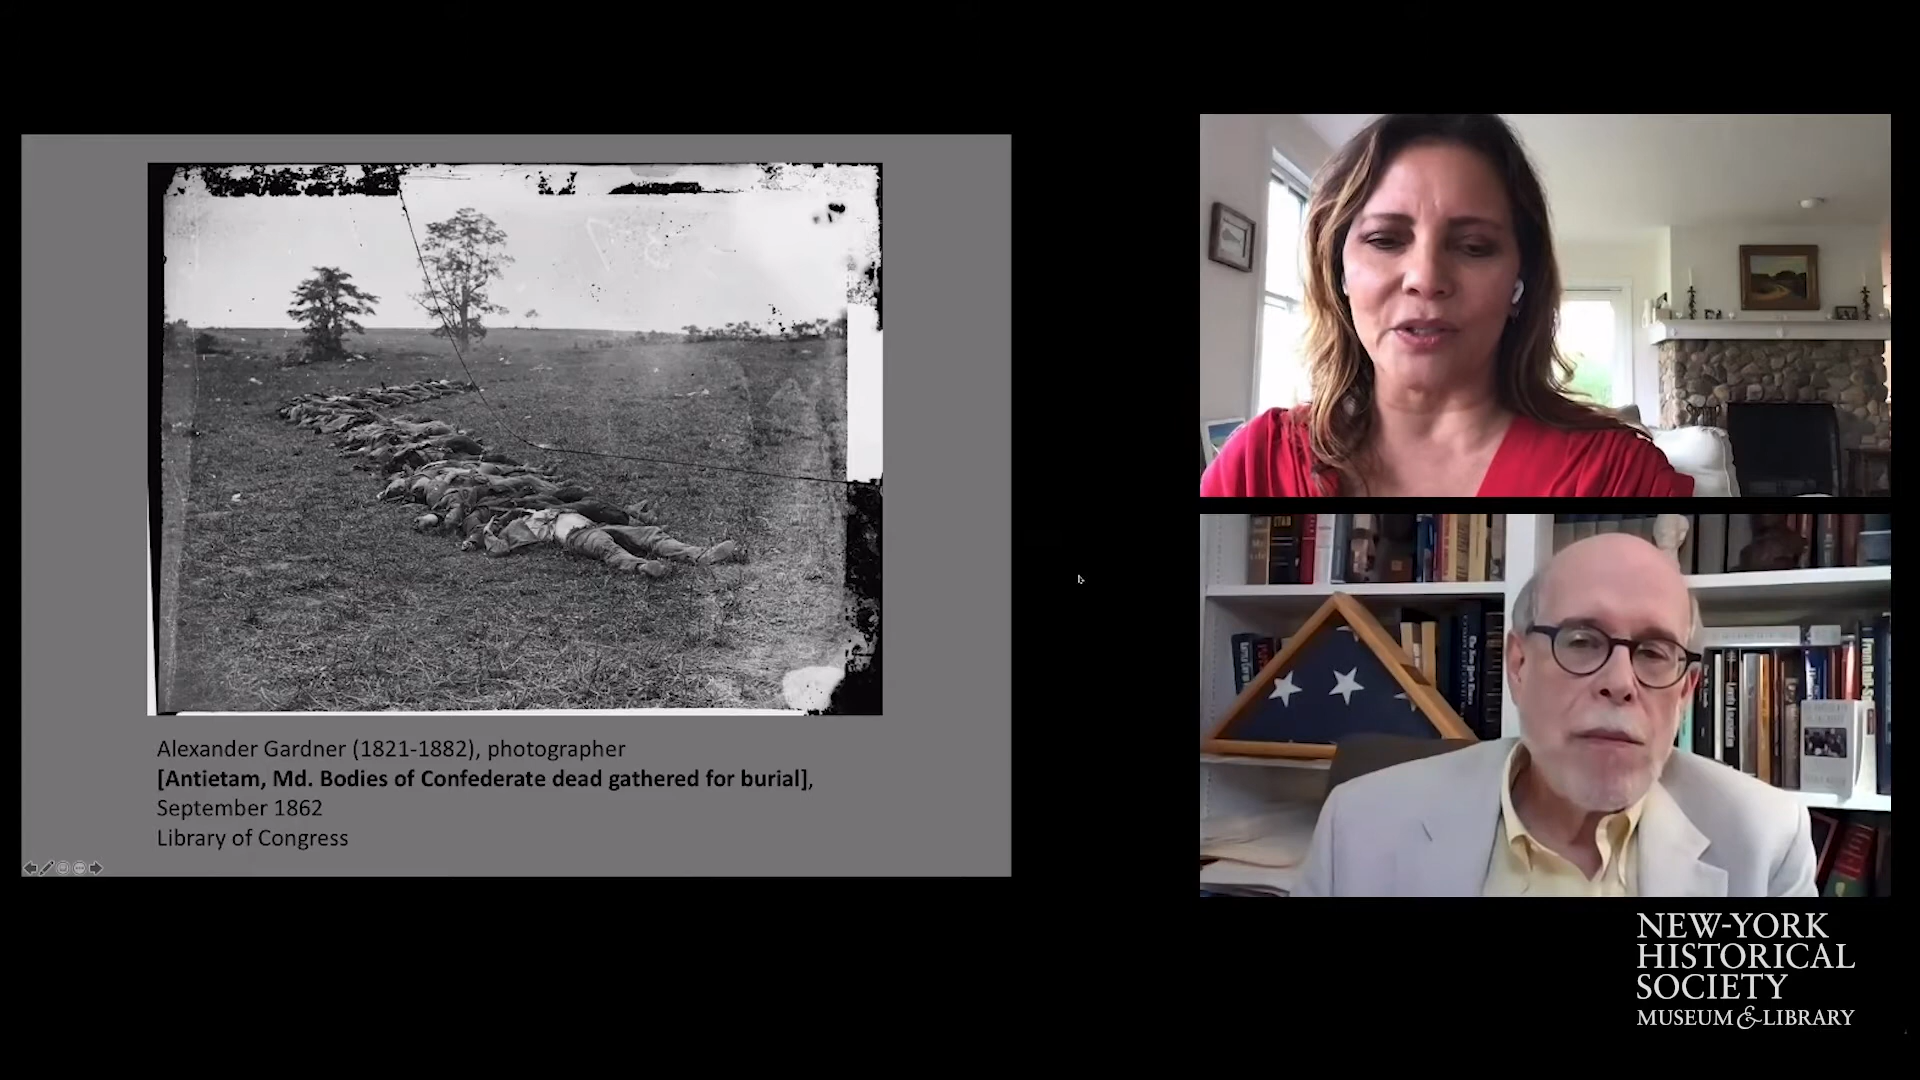 Alexander Gardner (1821-1882), photographer
[Antietam, Md. Bodies of Confederate dead gathered for burial],
September 1862
Library of Congress
NEW-YORK
HISTORICAL
SOCIETY
MUSEUM & LIBRARY